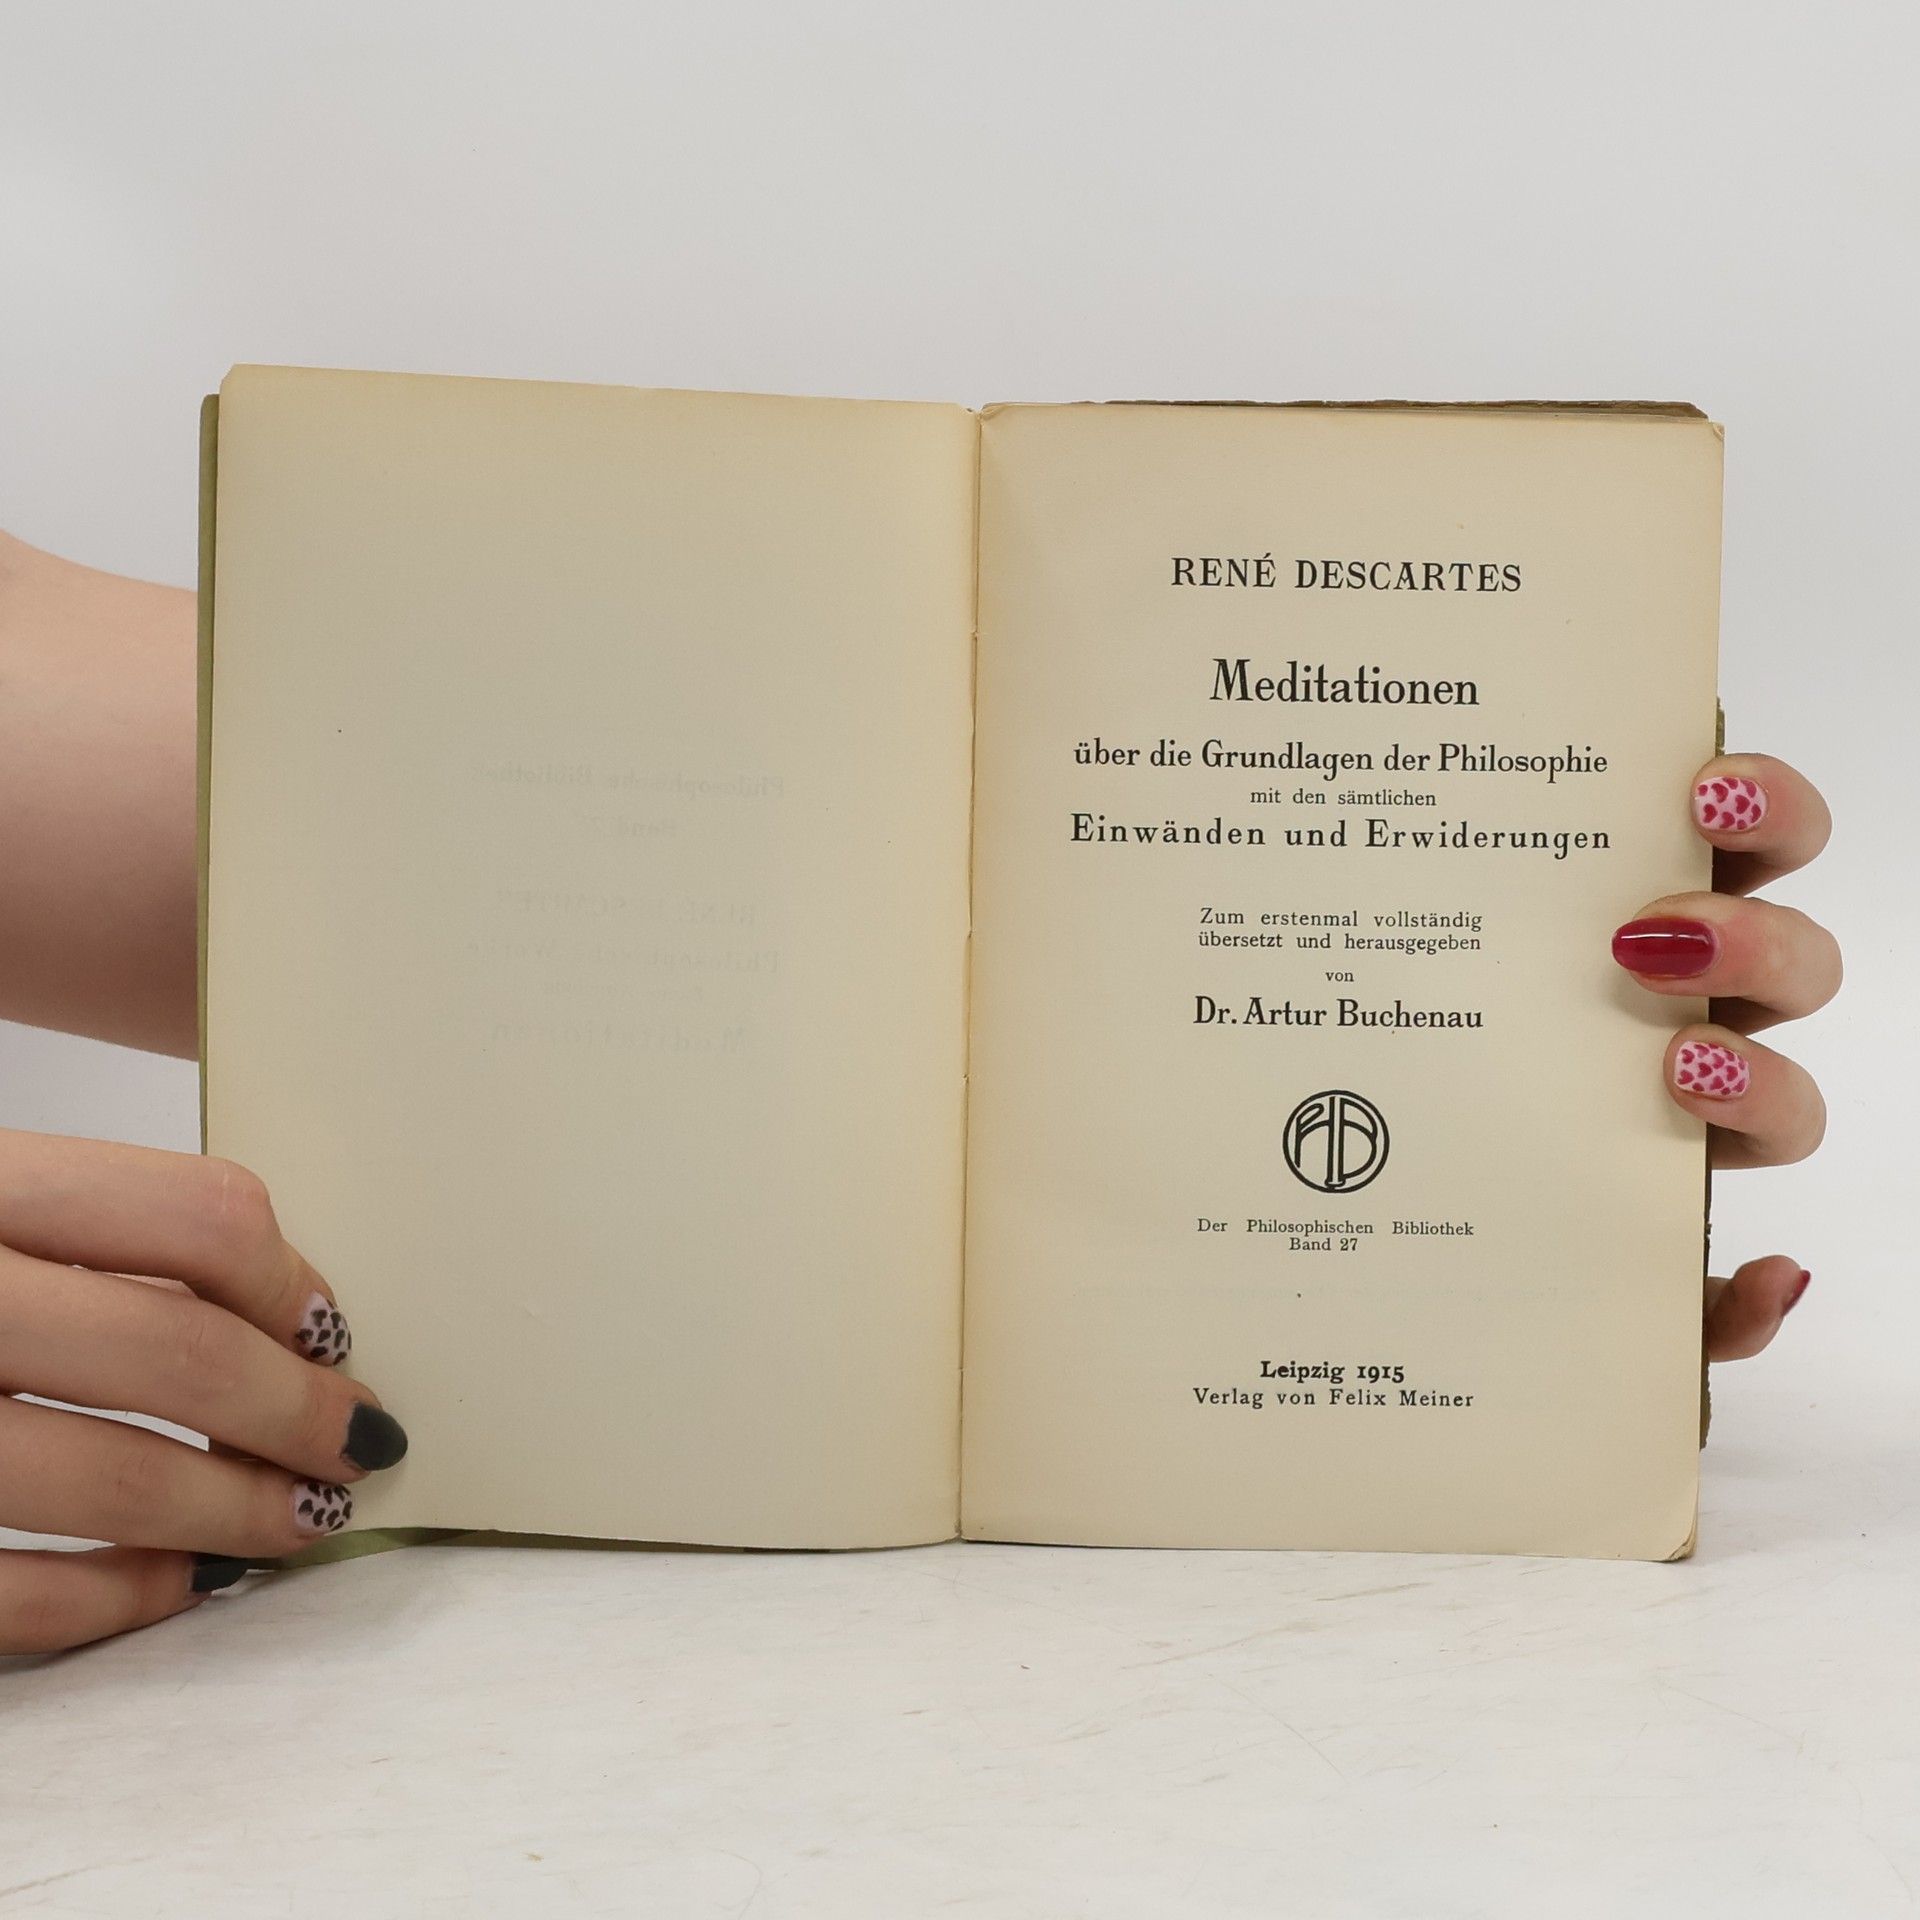 RENÉ DESCARTES
Meditationen
über die Grundlagen der Philosophie
mit den sämtlichen
Einwänden und Erwiderungen
Zum erstenmal vollständig
übersetzt und herausgegeben
von
Dr. Artur Buchenau
Der Philosophischen Bibliothek
Band 27
Leipzig 1915
Verlag von Felix Meiner